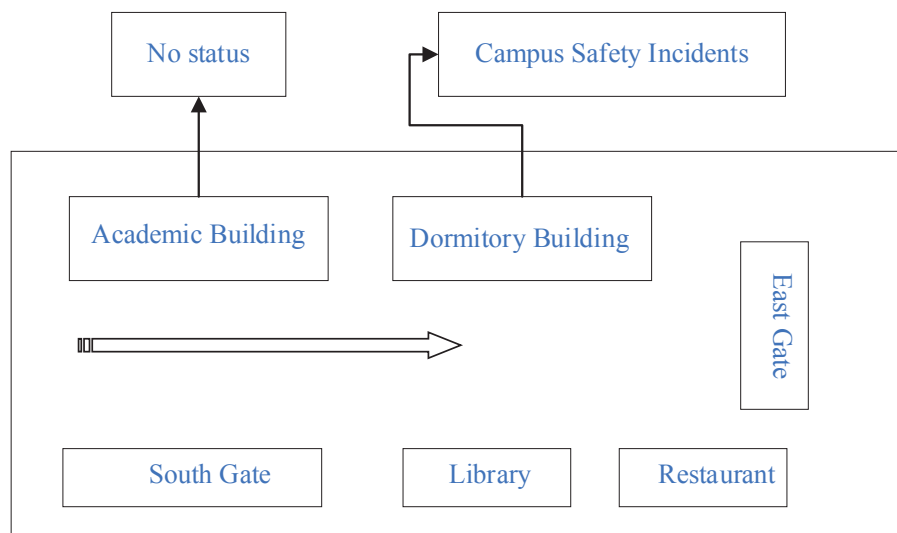 No status
Campus Safety Incidents
Academic Building
Dormitory Building
East Gate
South Gate
Library
Restaurant